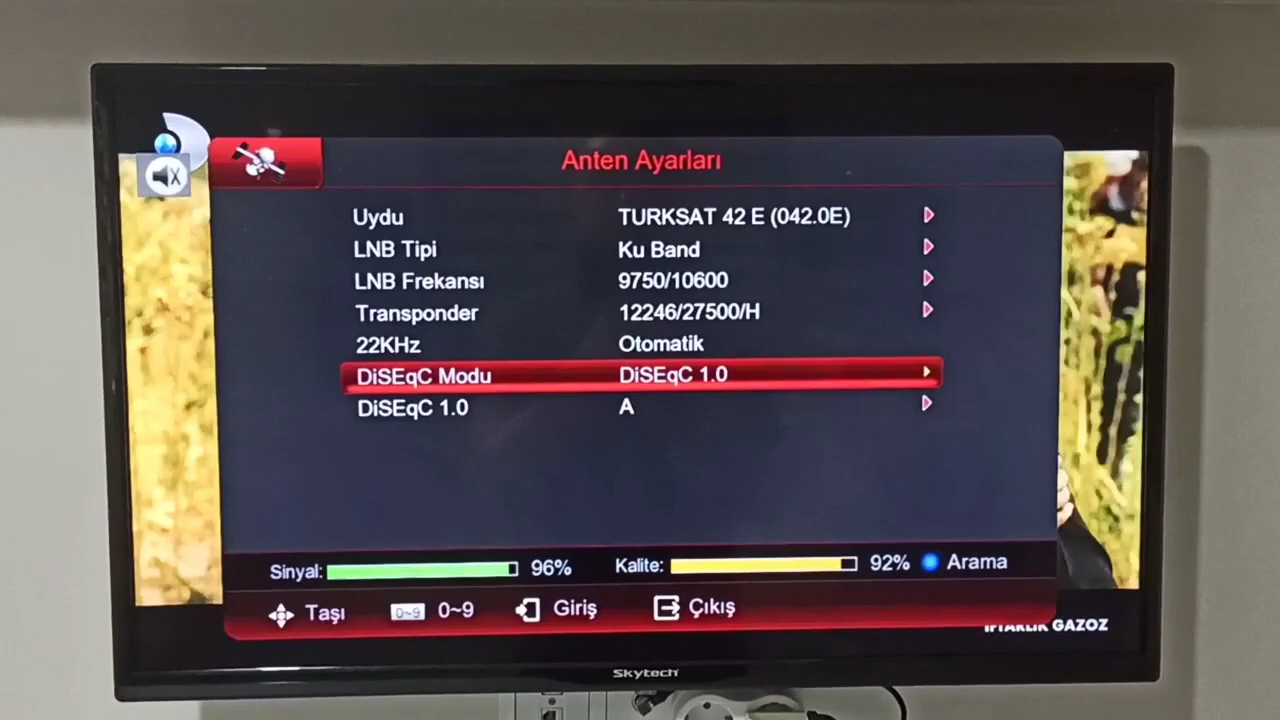 Anten Ayarları
Uydu TURKSAT 42 E (042.0E)
LNB Tipi Ku Band
LNB Frekansı 9750/10600
Transponder 12246/27500/H
22KHz Otomatik
DiSEqC Modu DiSEqC 1.0
DiSEqC 1.0 A
Sinyal: 96% Kalite: 92% Arama
Taşı 0~9 0~9 Giriş Çıkış
İFTARLIK GAZOZ
Skytech